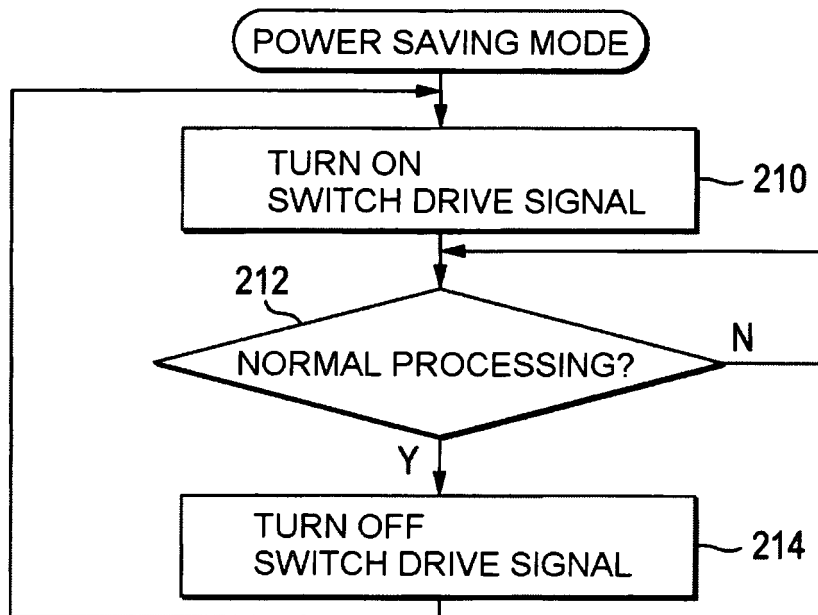 POWER SAVING MODE
TURN ON
SWITCH DRIVE SIGNAL
210
212
NORMAL PROCESSING?
N
Y
TURN OFF
SWITCH DRIVE SIGNAL
214